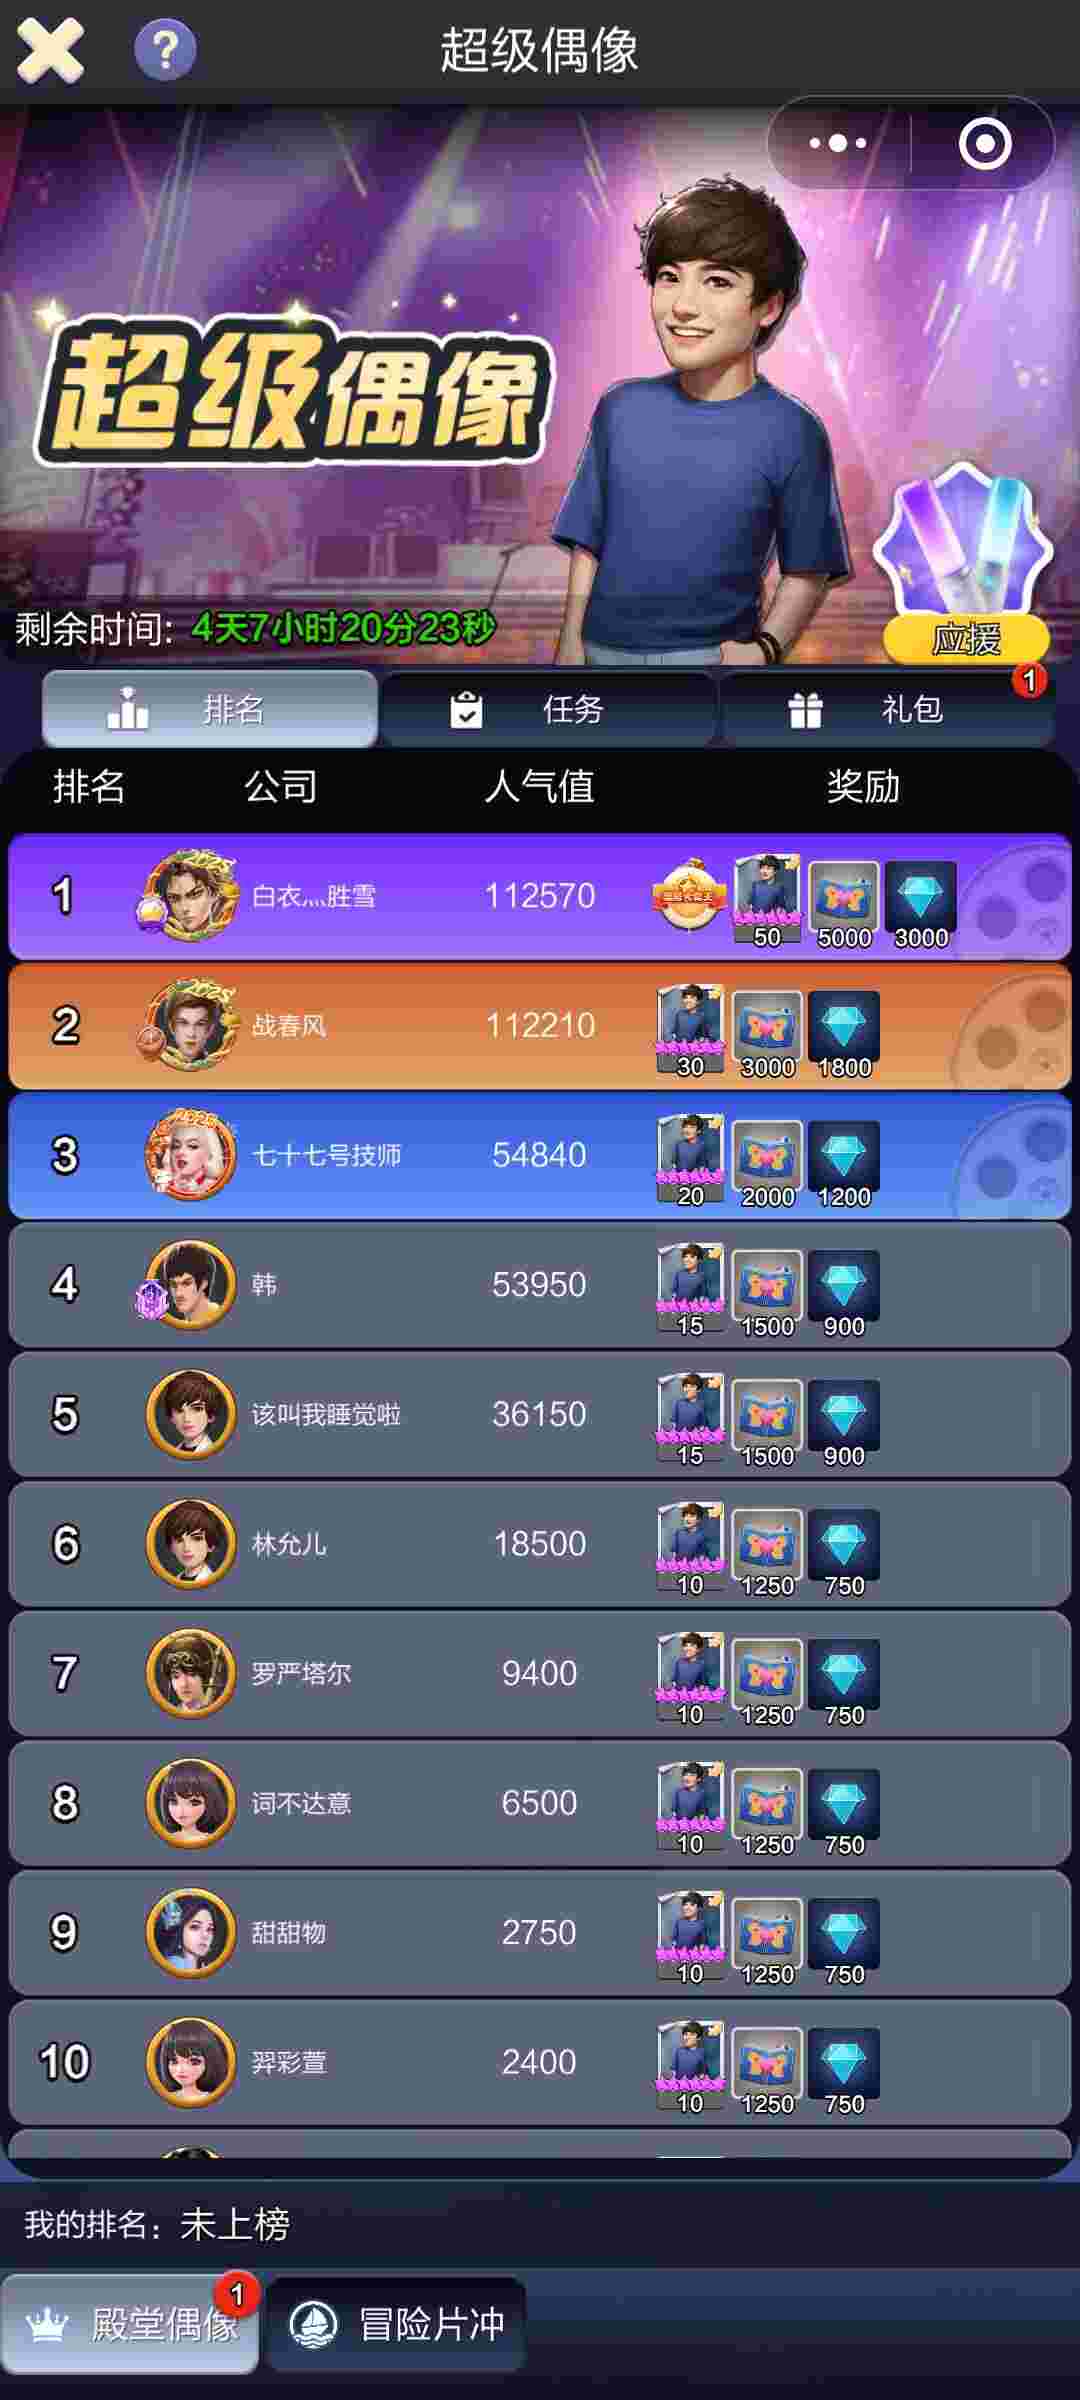 超级偶像
超级偶像
剩余时间: 4天7小时20分23秒
应援
排名 任务 礼包 1
排名 公司 人气值 奖励
1 白衣灬胜雪 112570 50 5000 3000
2 战春风 112210 30 3000 1800
3 七十七号技师 54840 20 2000 1200
4 韩 53950 15 1500 900
5 该叫我睡觉啦 36150 15 1500 900
6 林允儿 18500 10 1250 750
7 罗严塔尔 9400 10 1250 750
8 词不达意 6500 10 1250 750
9 甜甜物 2750 10 1250 750
10 羿彩萱 2400 10 1250 750
我的排名: 未上榜
殿堂偶像 1 冒险片冲